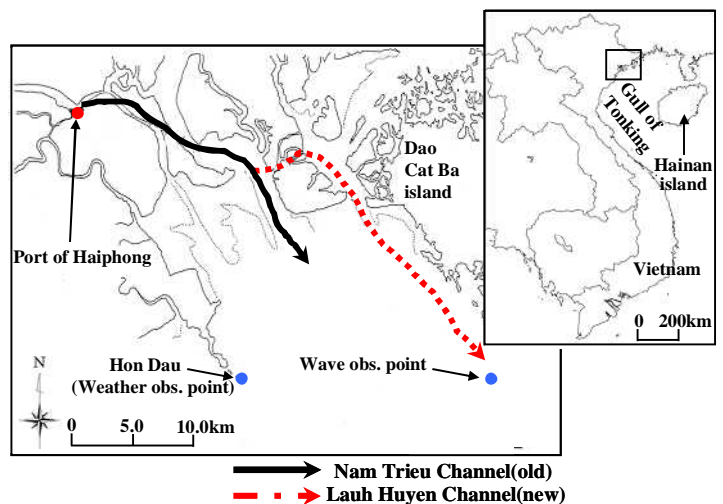 Dao
Cat Ba
island
Port of Haiphong
Hon Dau
(Weather obs. point)
Wave obs. point
N
0 5.0 10.0km
Gull of
Tonking
Hainan
island
Vietnam
0 200km
Nam Trieu Channel(old)
Lauh Huyen Channel(new)